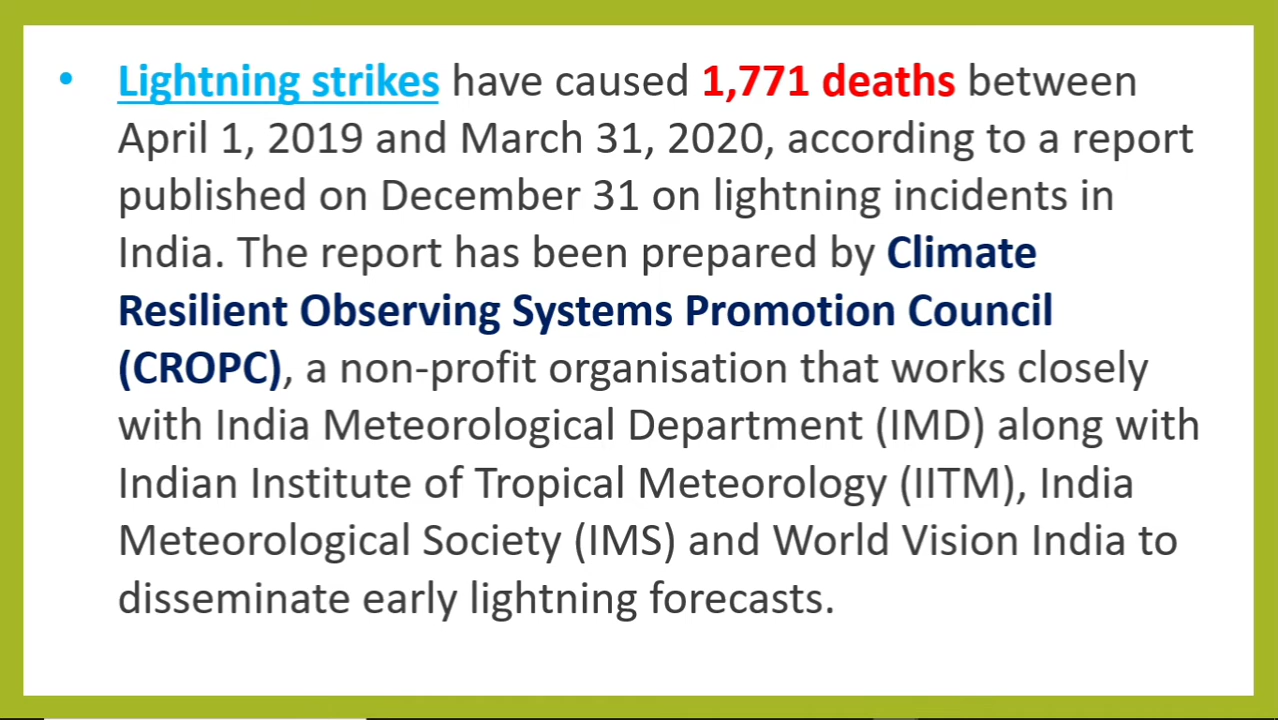 • Lightning strikes have caused 1,771 deaths between
April 1, 2019 and March 31, 2020, according to a report
published on December 31 on lightning incidents in
India. The report has been prepared by Climate
Resilient Observing Systems Promotion Council
(CROPC), a non-profit organisation that works closely
with India Meteorological Department (IMD) along with
Indian Institute of Tropical Meteorology (IITM), India
Meteorological Society (IMS) and World Vision India to
disseminate early lightning forecasts.